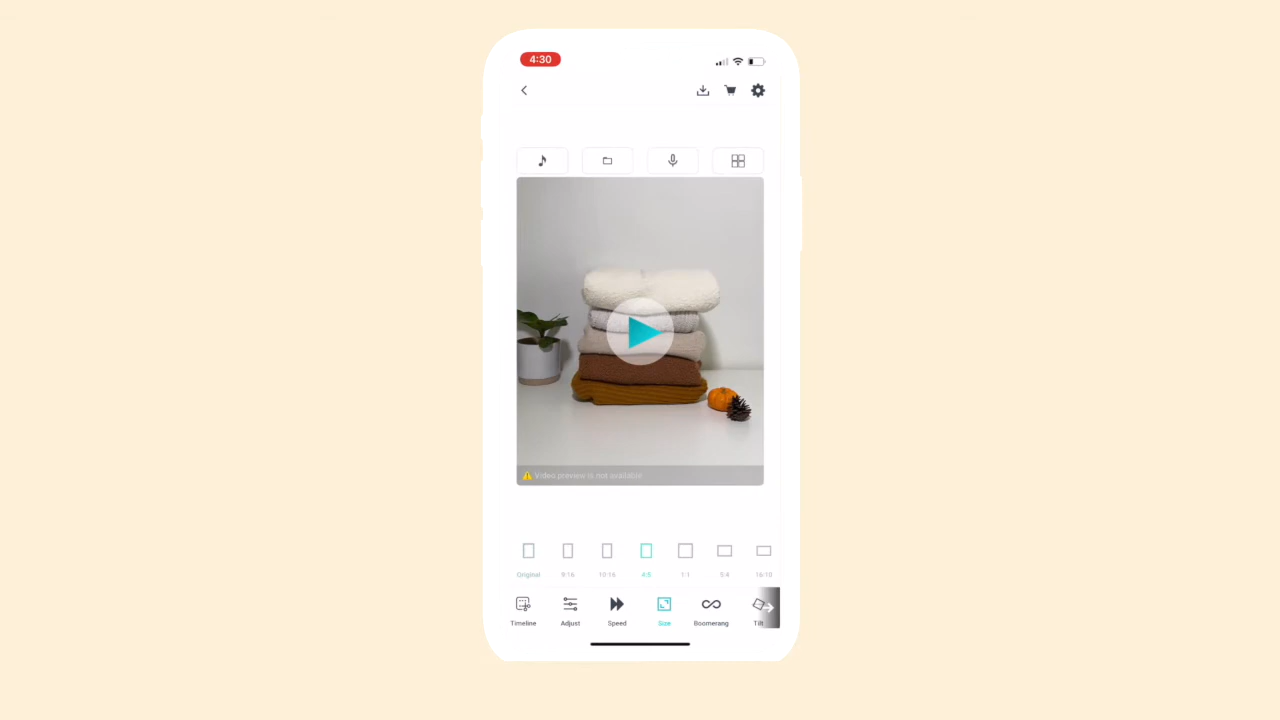 4:30
Video preview is not available
Original 9:16 10:16 4:5 1:1 5:4 16:10
Timeline Adjust Speed Size Boomerang Tilt